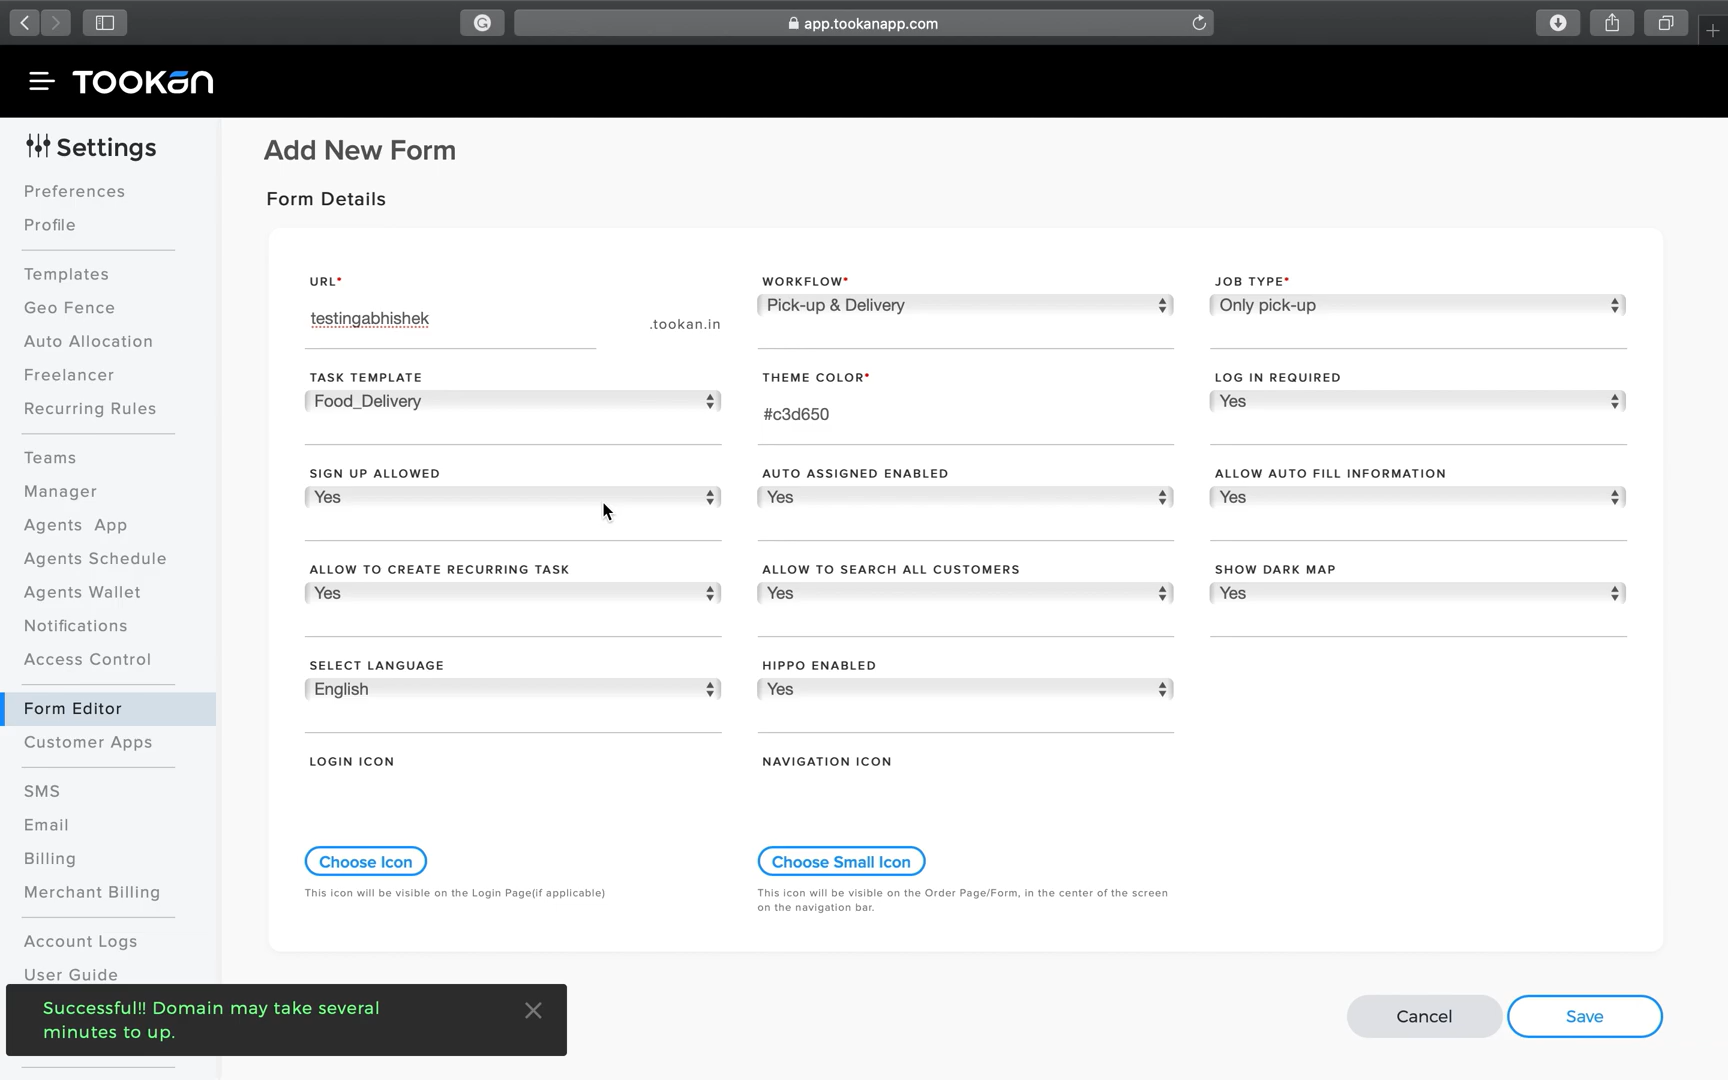 app.tookanapp.com
TOOKAN
Settings
Preferences
Profile
Templates
Geo Fence
Auto Allocation
Freelancer
Recurring Rules
Teams
Manager
Agents App
Agents Schedule
Agents Wallet
Notifications
Access Control
Form Editor
Customer Apps
SMS
Email
Billing
Merchant Billing
Account Logs
User Guide
Add New Form
Form Details
URL*
testingabhishek
.tookan.in
WORKFLOW*
Pick-up & Delivery
JOB TYPE*
Only pick-up
TASK TEMPLATE
Food_Delivery
THEME COLOR*
#c3d650
LOG IN REQUIRED
Yes
SIGN UP ALLOWED
Yes
AUTO ASSIGNED ENABLED
Yes
ALLOW AUTO FILL INFORMATION
Yes
ALLOW TO CREATE RECURRING TASK
Yes
ALLOW TO SEARCH ALL CUSTOMERS
Yes
SHOW DARK MAP
Yes
SELECT LANGUAGE
English
HIPPO ENABLED
Yes
LOGIN ICON
NAVIGATION ICON
Choose Icon
Choose Small Icon
This icon will be visible on the Login Page(if applicable)
This icon will be visible on the Order Page/Form, in the center of the screen
on the navigation bar.
Successful!! Domain may take several
minutes to up.
Cancel
Save